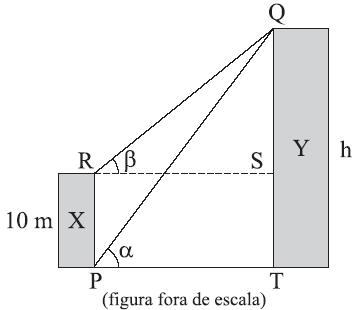 Q
R β S Y h
10 m X
α
P T
(figura fora de escala)